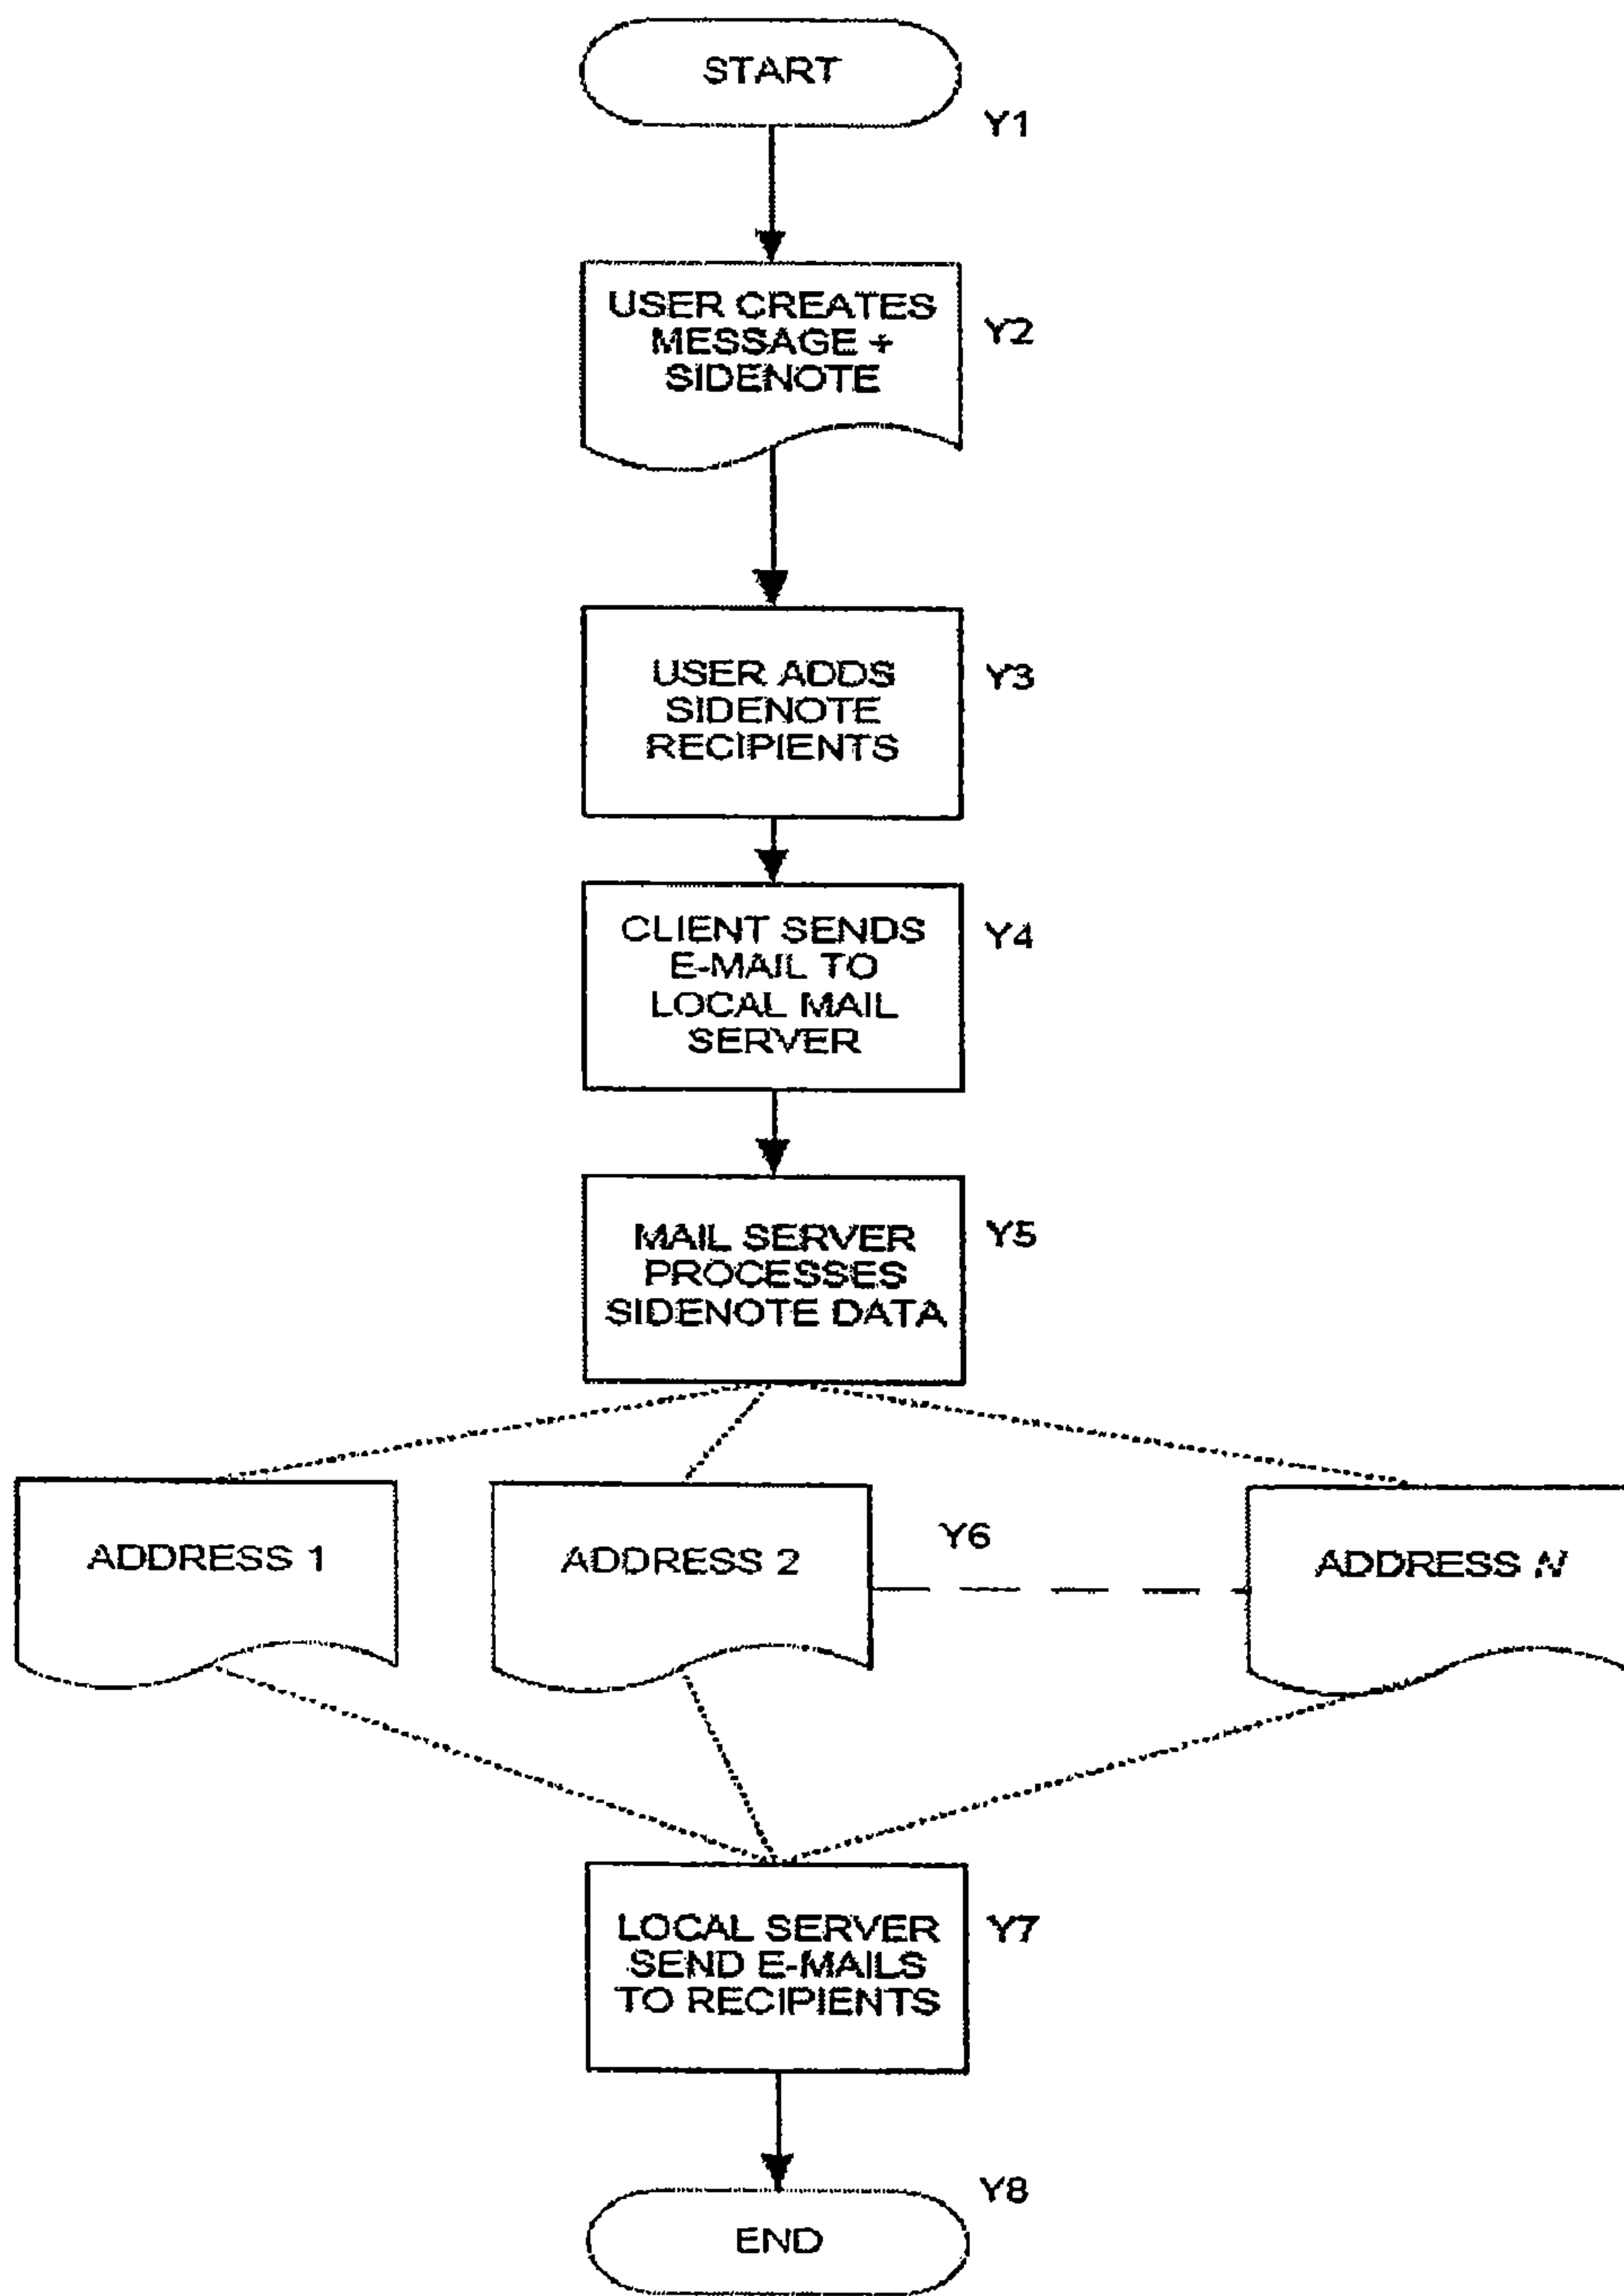 START
Y1
USER CREATES
MESSAGE +
SIDENOTE
Y2
USER ADDS
SIDENOTE
RECIPIENTS
Y3
CLIENT SENDS
E-MAIL TO
LOCAL MAIL
SERVER
Y4
MAIL SERVER
PROCESSES
SIDENOTE DATA
Y5
ADDRESS 1
ADDRESS 2
Y6
ADDRESS N
LOCAL SERVER
SEND E-MAILS
TO RECIPIENTS
Y7
Y8
END